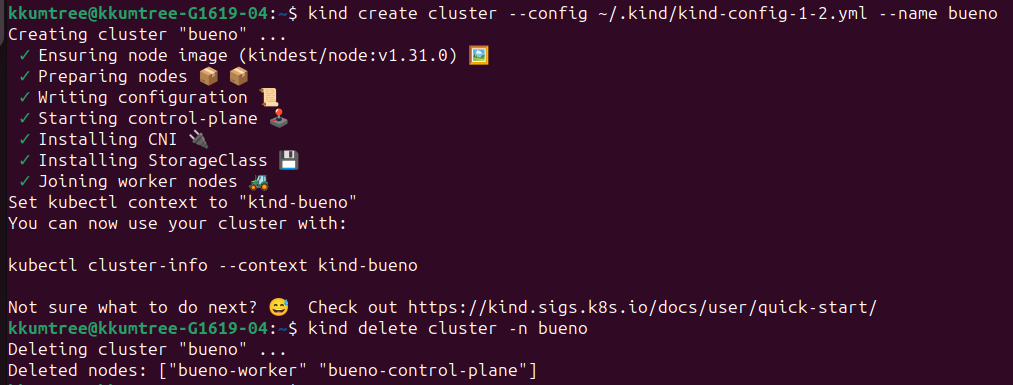 kkumtree@kkumtree-G1619-04:~$ kind create cluster --config ~/.kind/kind-config-1-2.yml --name bueno
Creating cluster "bueno" ...
✓ Ensuring node image (kindest/node:v1.31.0) 🖼️
✓ Preparing nodes 📦 📦
✓ Writing configuration 📜
✓ Starting control-plane 🕹️
✓ Installing CNI 🔌
✓ Installing StorageClass 💾
✓ Joining worker nodes 🚜
Set kubectl context to "kind-bueno"
You can now use your cluster with:
kubectl cluster-info --context kind-bueno
Not sure what to do next? 😅 Check out https://kind.sigs.k8s.io/docs/user/quick-start/
kkumtree@kkumtree-G1619-04:~$ kind delete cluster -n bueno
Deleting cluster "bueno" ...
Deleted nodes: ["bueno-worker" "bueno-control-plane"]